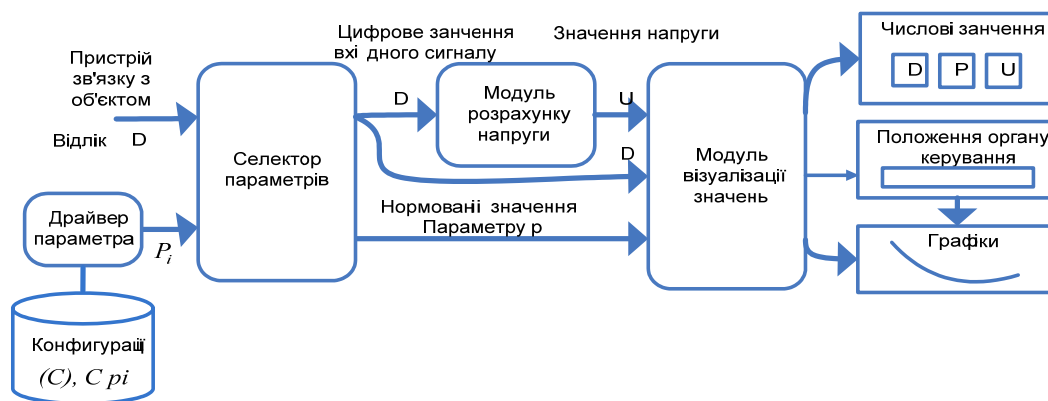 Пристрій
зв'язку з
об'єктом
Відлік D
Драйвер
параметра
P_i
Конфигурації
(C), C pi
Селектор
параметрів
Цифрове занчення
вхі дного сигналу
D
Модуль
розрахунку
напруги
Значення напруги
U
D
Нормовані значення
Параметру р
Модуль
візуалізації
значень
Числові занчення
D P U
Положення органу
керування
Графіки